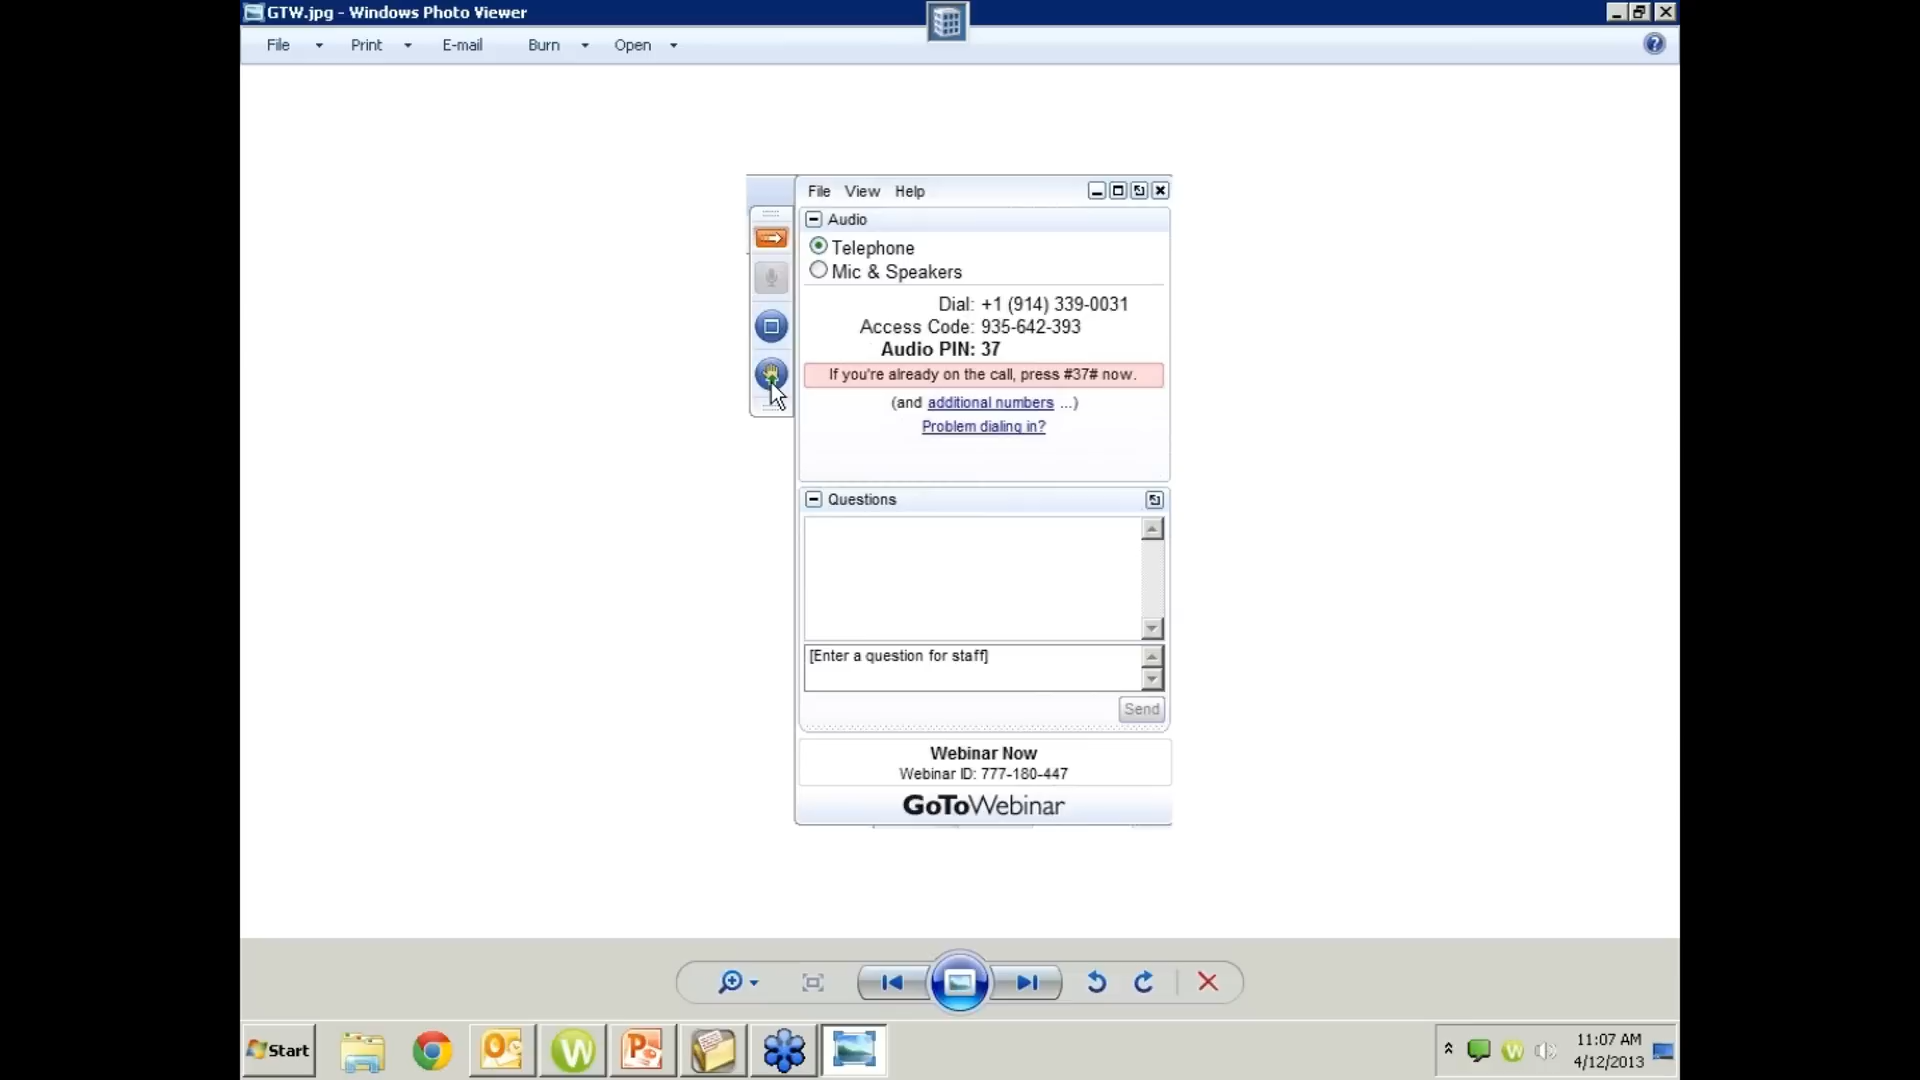 GTW.jpg - Windows Photo Viewer
File Print E-mail Burn Open
File View Help
Audio
Telephone
Mic & Speakers
Dial: +1 (914) 339-0031
Access Code: 935-642-393
Audio PIN: 37
If you're already on the call, press #37# now.
(and additional numbers ...)
Problem dialing in?
Questions
[Enter a question for staff]
Send
Webinar Now
Webinar ID: 777-180-447
GoToWebinar
Start
11:07 AM
4/12/2013